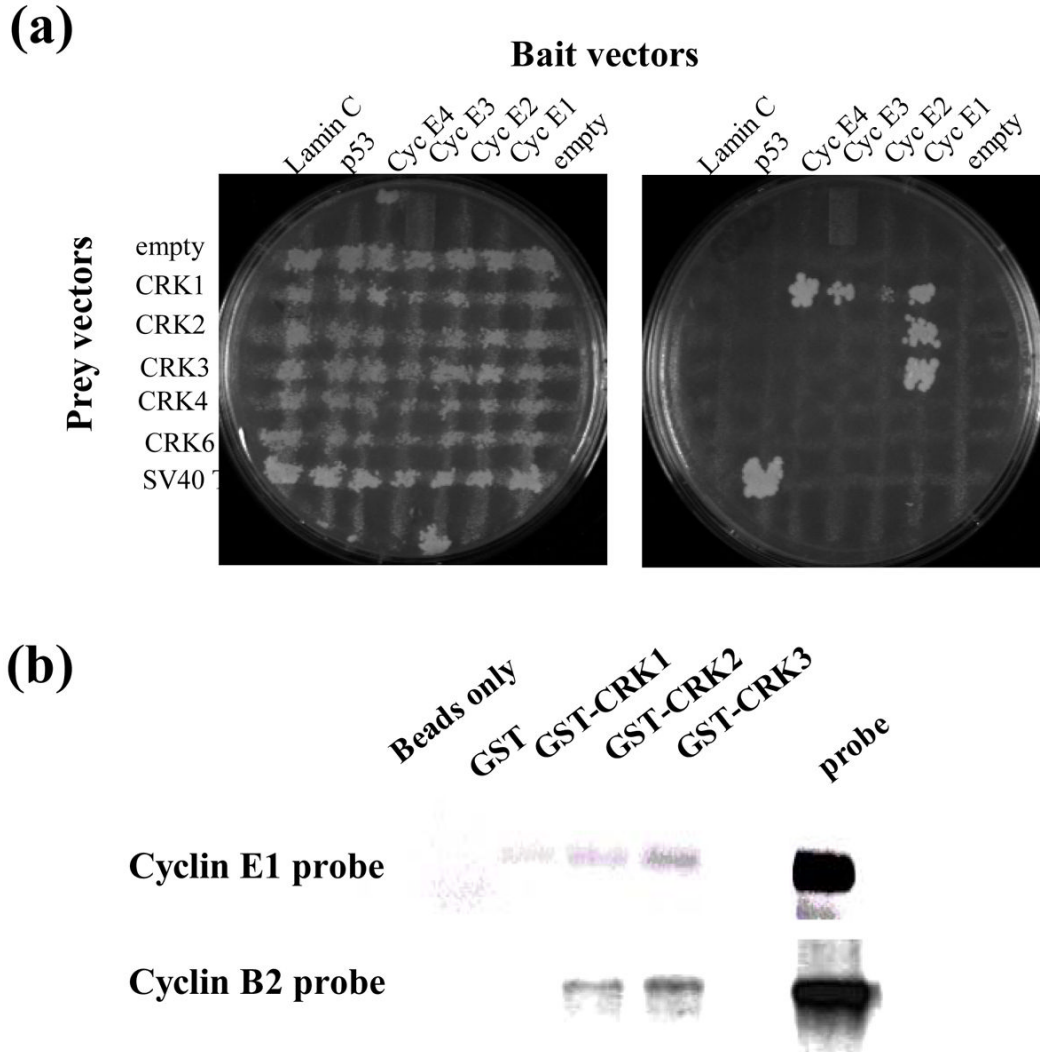 (a)
Bait vectors
Lamin C p53 Cyc E4 Cyc E3 Cyc E2 Cyc E1 empty
Lamin C p53 Cyc E4 Cyc E3 Cyc E2 Cyc E1 empty
Prey vectors
empty
CRK1
CRK2
CRK3
CRK4
CRK6
SV40
(b)
Beads only GST GST-CRK1 GST-CRK2 GST-CRK3 probe
Cyclin E1 probe
Cyclin B2 probe